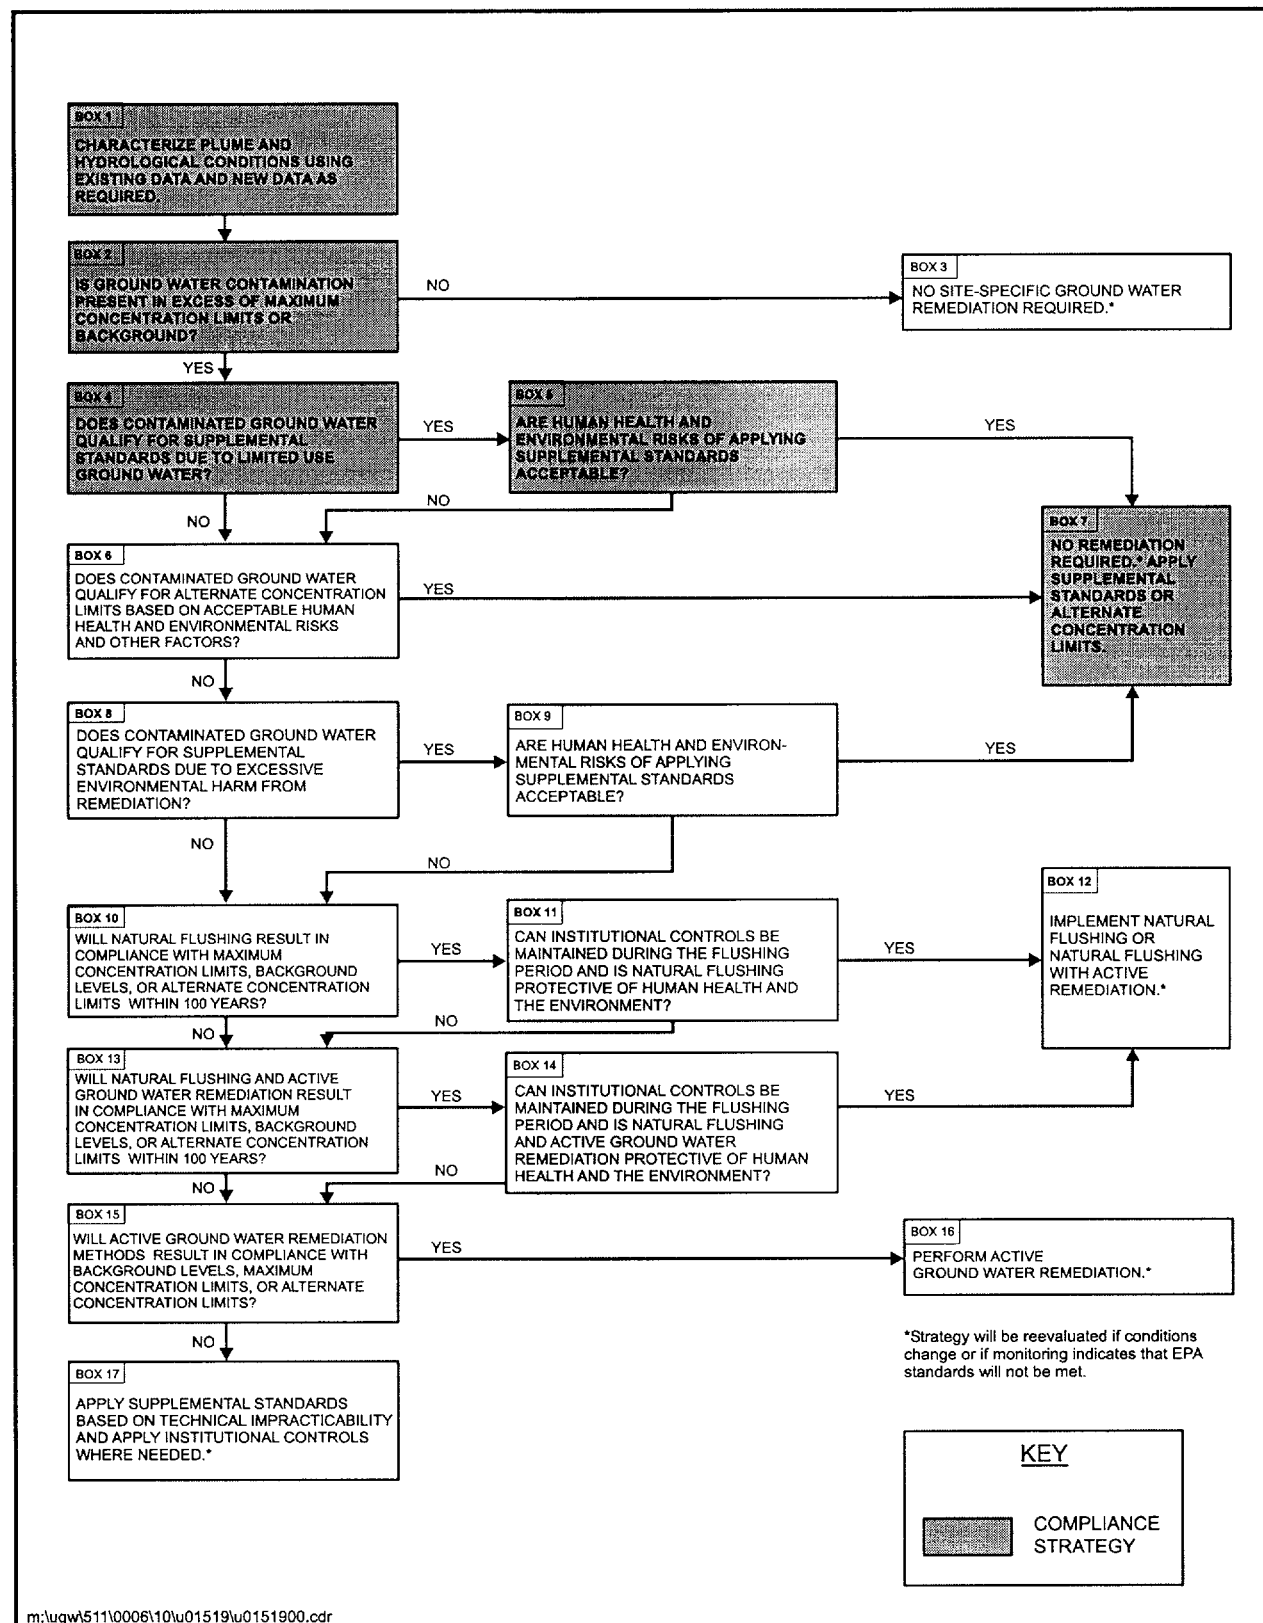 BOX 1
CHARACTERIZE PLUME AND
HYDROLOGICAL CONDITIONS USING
EXISTING DATA AND NEW DATA AS
REQUIRED.
BOX 2
IS GROUND WATER CONTAMINATION
PRESENT IN EXCESS OF MAXIMUM
CONCENTRATION LIMITS OR
BACKGROUND?
NO
BOX 3
NO SITE-SPECIFIC GROUND WATER
REMEDIATION REQUIRED.*
YES
BOX 4
DOES CONTAMINATED GROUND WATER
QUALIFY FOR SUPPLEMENTAL
STANDARDS DUE TO LIMITED USE
GROUND WATER?
YES
BOX 5
ARE HUMAN HEALTH AND
ENVIRONMENTAL RISKS OF APPLYING
SUPPLEMENTAL STANDARDS
ACCEPTABLE?
YES
NO
NO
BOX 6
DOES CONTAMINATED GROUND WATER
QUALIFY FOR ALTERNATE CONCENTRATION
LIMITS BASED ON ACCEPTABLE HUMAN
HEALTH AND ENVIRONMENTAL RISKS
AND OTHER FACTORS?
YES
BOX 7
NO REMEDIATION
REQUIRED.* APPLY
SUPPLEMENTAL
STANDARDS OR
ALTERNATE
CONCENTRATION
LIMITS.
NO
BOX 8
DOES CONTAMINATED GROUND WATER
QUALIFY FOR SUPPLEMENTAL
STANDARDS DUE TO EXCESSIVE
ENVIRONMENTAL HARM FROM
REMEDIATION?
YES
BOX 9
ARE HUMAN HEALTH AND ENVIRON-
MENTAL RISKS OF APPLYING
SUPPLEMENTAL STANDARDS
ACCEPTABLE?
YES
NO
NO
BOX 10
WILL NATURAL FLUSHING RESULT IN
COMPLIANCE WITH MAXIMUM
CONCENTRATION LIMITS, BACKGROUND
LEVELS, OR ALTERNATE CONCENTRATION
LIMITS WITHIN 100 YEARS?
YES
BOX 11
CAN INSTITUTIONAL CONTROLS BE
MAINTAINED DURING THE FLUSHING
PERIOD AND IS NATURAL FLUSHING
PROTECTIVE OF HUMAN HEALTH AND
THE ENVIRONMENT?
YES
BOX 12
IMPLEMENT NATURAL
FLUSHING OR
NATURAL FLUSHING
WITH ACTIVE
REMEDIATION.*
NO
NO
BOX 13
WILL NATURAL FLUSHING AND ACTIVE
GROUND WATER REMEDIATION RESULT
IN COMPLIANCE WITH MAXIMUM
CONCENTRATION LIMITS, BACKGROUND
LEVELS, OR ALTERNATE CONCENTRATION
LIMITS WITHIN 100 YEARS?
YES
BOX 14
CAN INSTITUTIONAL CONTROLS BE
MAINTAINED DURING THE FLUSHING
PERIOD AND IS NATURAL FLUSHING
AND ACTIVE GROUND WATER
REMEDIATION PROTECTIVE OF HUMAN
HEALTH AND THE ENVIRONMENT?
YES
NO
NO
BOX 15
WILL ACTIVE GROUND WATER REMEDIATION
METHODS RESULT IN COMPLIANCE WITH
BACKGROUND LEVELS, MAXIMUM
CONCENTRATION LIMITS, OR ALTERNATE
CONCENTRATION LIMITS?
YES
BOX 16
PERFORM ACTIVE
GROUND WATER REMEDIATION.*
NO
*Strategy will be reevaluated if conditions
change or if monitoring indicates that EPA
standards will not be met.
BOX 17
APPLY SUPPLEMENTAL STANDARDS
BASED ON TECHNICAL IMPRACTICABILITY
AND APPLY INSTITUTIONAL CONTROLS
WHERE NEEDED.*
KEY
COMPLIANCE
STRATEGY
m:\ugw\511\0006\10\u01519\u0151900.cdr